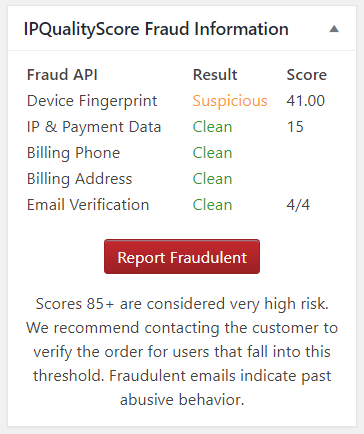 IPQualityScore Fraud Information
Fraud API Result Score
Device Fingerprint Suspicious 41.00
IP & Payment Data Clean 15
Billing Phone Clean
Billing Address Clean
Email Verification Clean 4/4
Report Fraudulent
Scores 85+ are considered very high risk.
We recommend contacting the customer to
verify the order for users that fall into this
threshold. Fraudulent emails indicate past
abusive behavior.